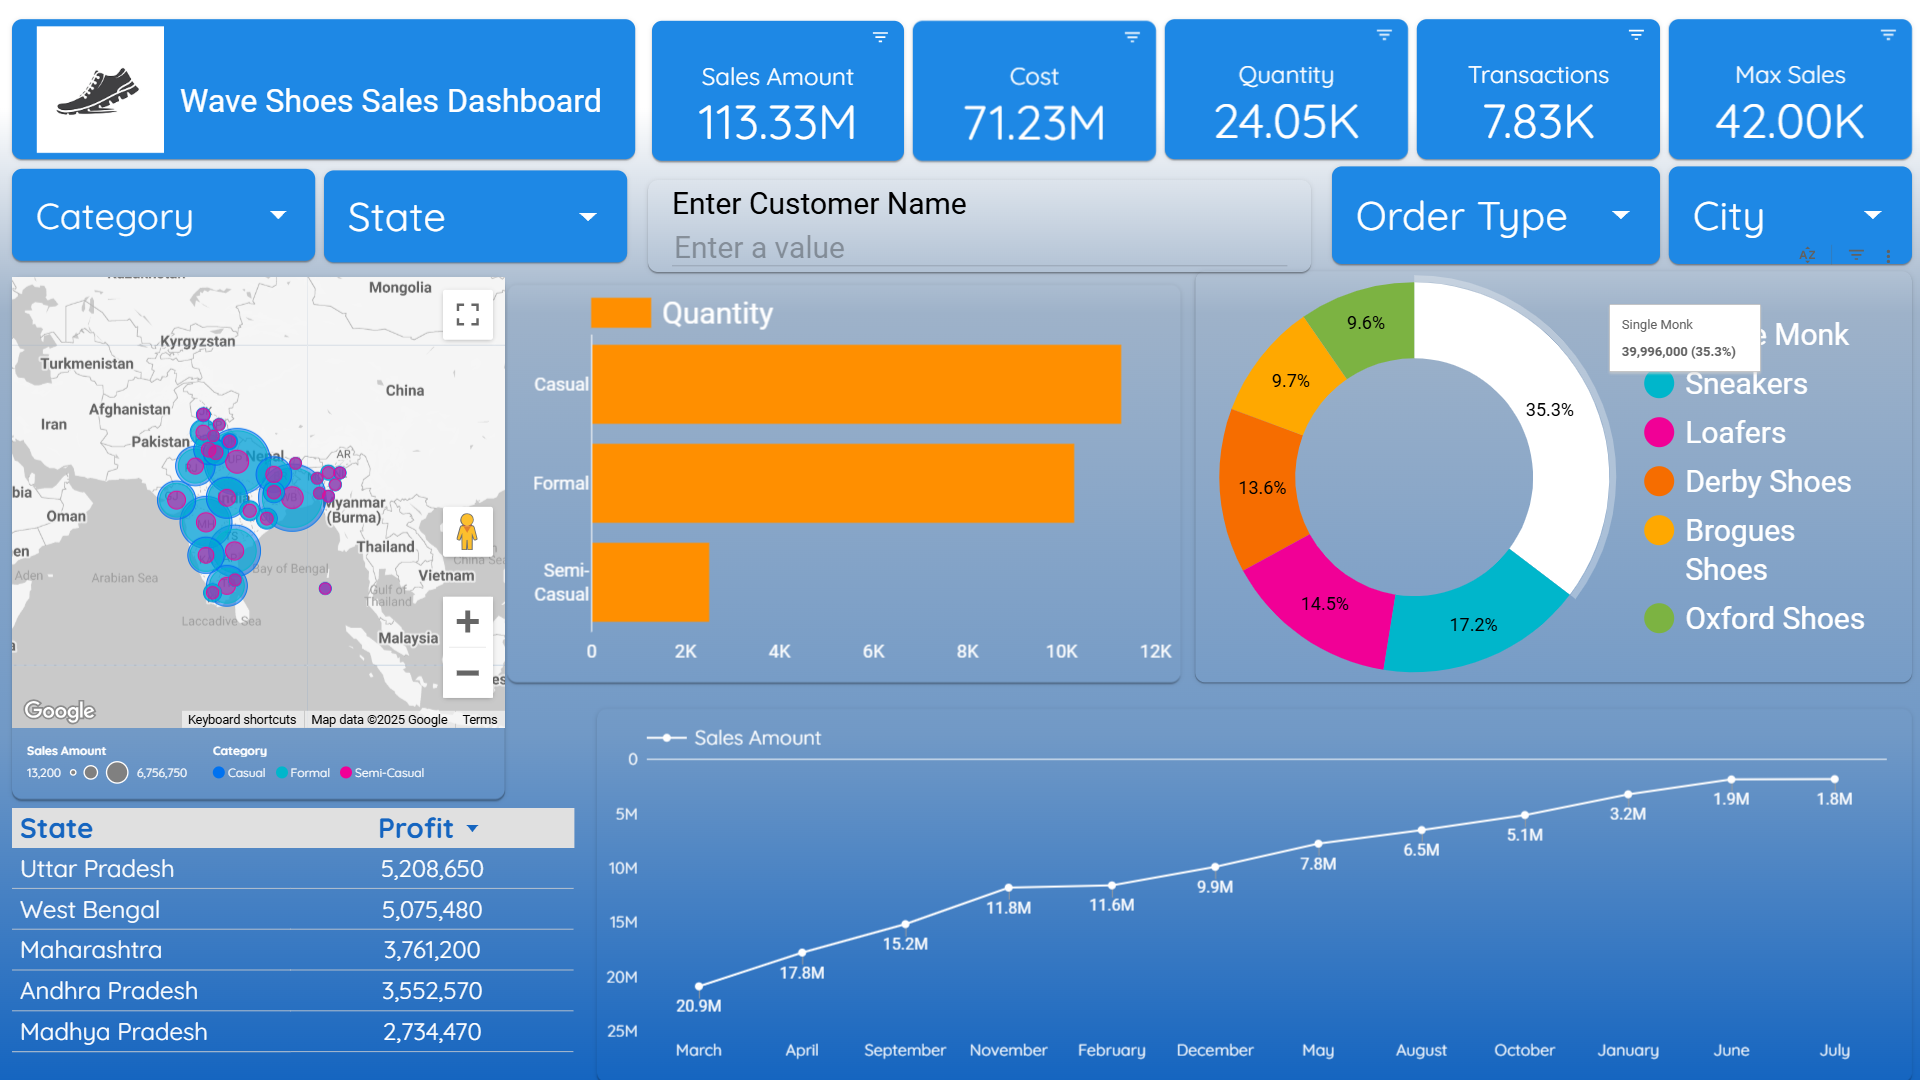 Wave Shoes Sales Dashboard
Sales Amount
113.33M
Cost
71.23M
Quantity
24.05K
Transactions
7.83K
Max Sales
42.00K
Category
State
Enter Customer Name
Enter a value
Order Type
City
AZ
Mongolia
Kyrgyzstan
Turkmenistan
China
Afghanistan
Iran
Pakistan
Nepal
AR
bia
Oman
Myanmar
(Burma)
en
Thailand
Aden
Arabian Sea
Bay of Bengal
Vietnam
Gulf of
Thailand
Laccadive Sea
Malaysia
es
Google
Keyboard shortcuts
Map data ©2025 Google
Terms
Sales Amount
13,200
6,756,750
Category
Casual
Formal
Semi-Casual
Quantity
Casual
Formal
Semi-
Casual
0 2K 4K 6K 8K 10K 12K
9.6%
9.7%
35.3%
13.6%
14.5%
17.2%
Single Monk
39,996,000 (35.3%)
e Monk
Sneakers
Loafers
Derby Shoes
Brogues
Shoes
Oxford Shoes
State Profit
Uttar Pradesh 5,208,650
West Bengal 5,075,480
Maharashtra 3,761,200
Andhra Pradesh 3,552,570
Madhya Pradesh 2,734,470
Sales Amount
0
5M
10M
15M
20M
25M
20.9M
17.8M
15.2M
11.8M
11.6M
9.9M
7.8M
6.5M
5.1M
3.2M
1.9M
1.8M
March April September November February December May August October January June July